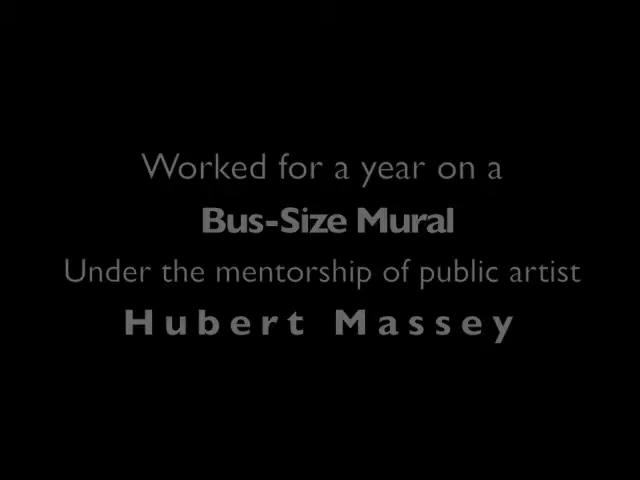 Worked for a year on a
Bus-Size Mural
Under the mentorship of public artist
Hubert Massey